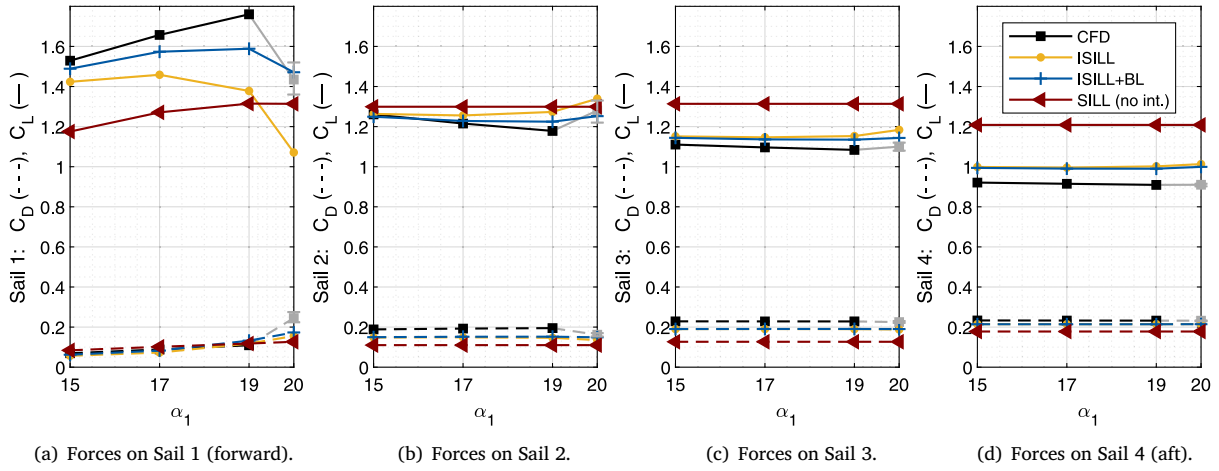 Sail 1: C_D (---), C_L (—)
1.6
1.4
1.2
1
0.8
0.6
0.4
0.2
0
15 17 19 20
α_1
(a) Forces on Sail 1 (forward).
Sail 2: C_D (---), C_L (—)
1.6
1.4
1.2
1
0.8
0.6
0.4
0.2
0
15 17 19 20
α_1
(b) Forces on Sail 2.
Sail 3: C_D (---), C_L (—)
1.6
1.4
1.2
1
0.8
0.6
0.4
0.2
0
15 17 19 20
α_1
(c) Forces on Sail 3.
Sail 4: C_D (---), C_L (—)
1.6
1.4
1.2
1
0.8
0.6
0.4
0.2
0
15 17 19 20
α_1
CFD
ISILL
ISILL+BL
SILL (no int.)
(d) Forces on Sail 4 (aft).